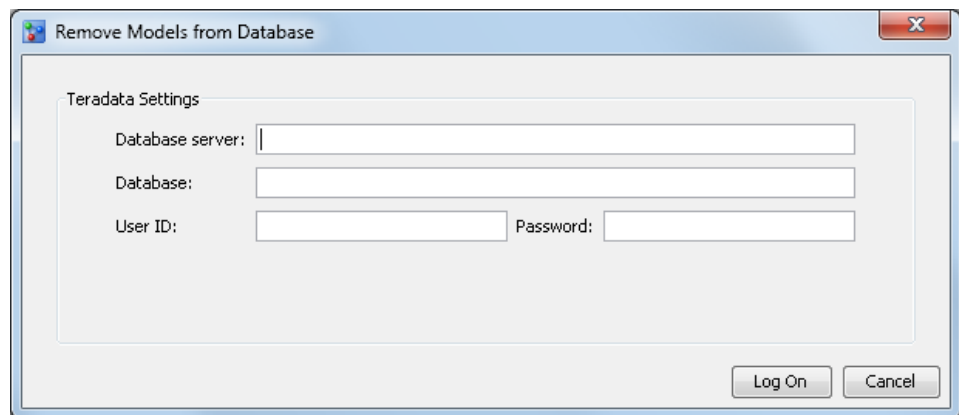 Remove Models from Database
Teradata Settings
Database server:
Database:
User ID: Password:
Log On Cancel